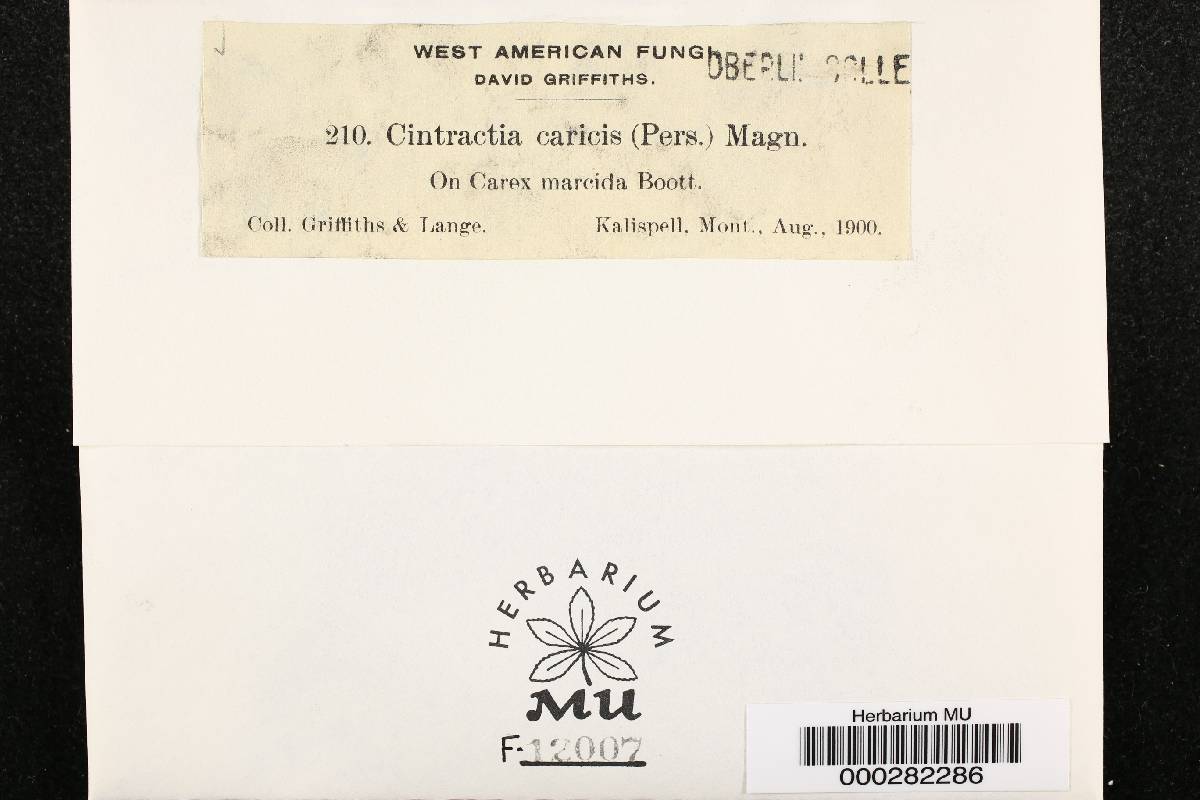 WEST AMERICAN FUNGI
DAVID GRIFFITHS.
210. Cintractia caricis (Pers.) Magn.
On Carex marcida Boott.
Coll. Griffiths & Lange. Kalispell, Mont., Aug., 1900.
HERBARIUM
MU
F-12007
Herbarium MU
000282286